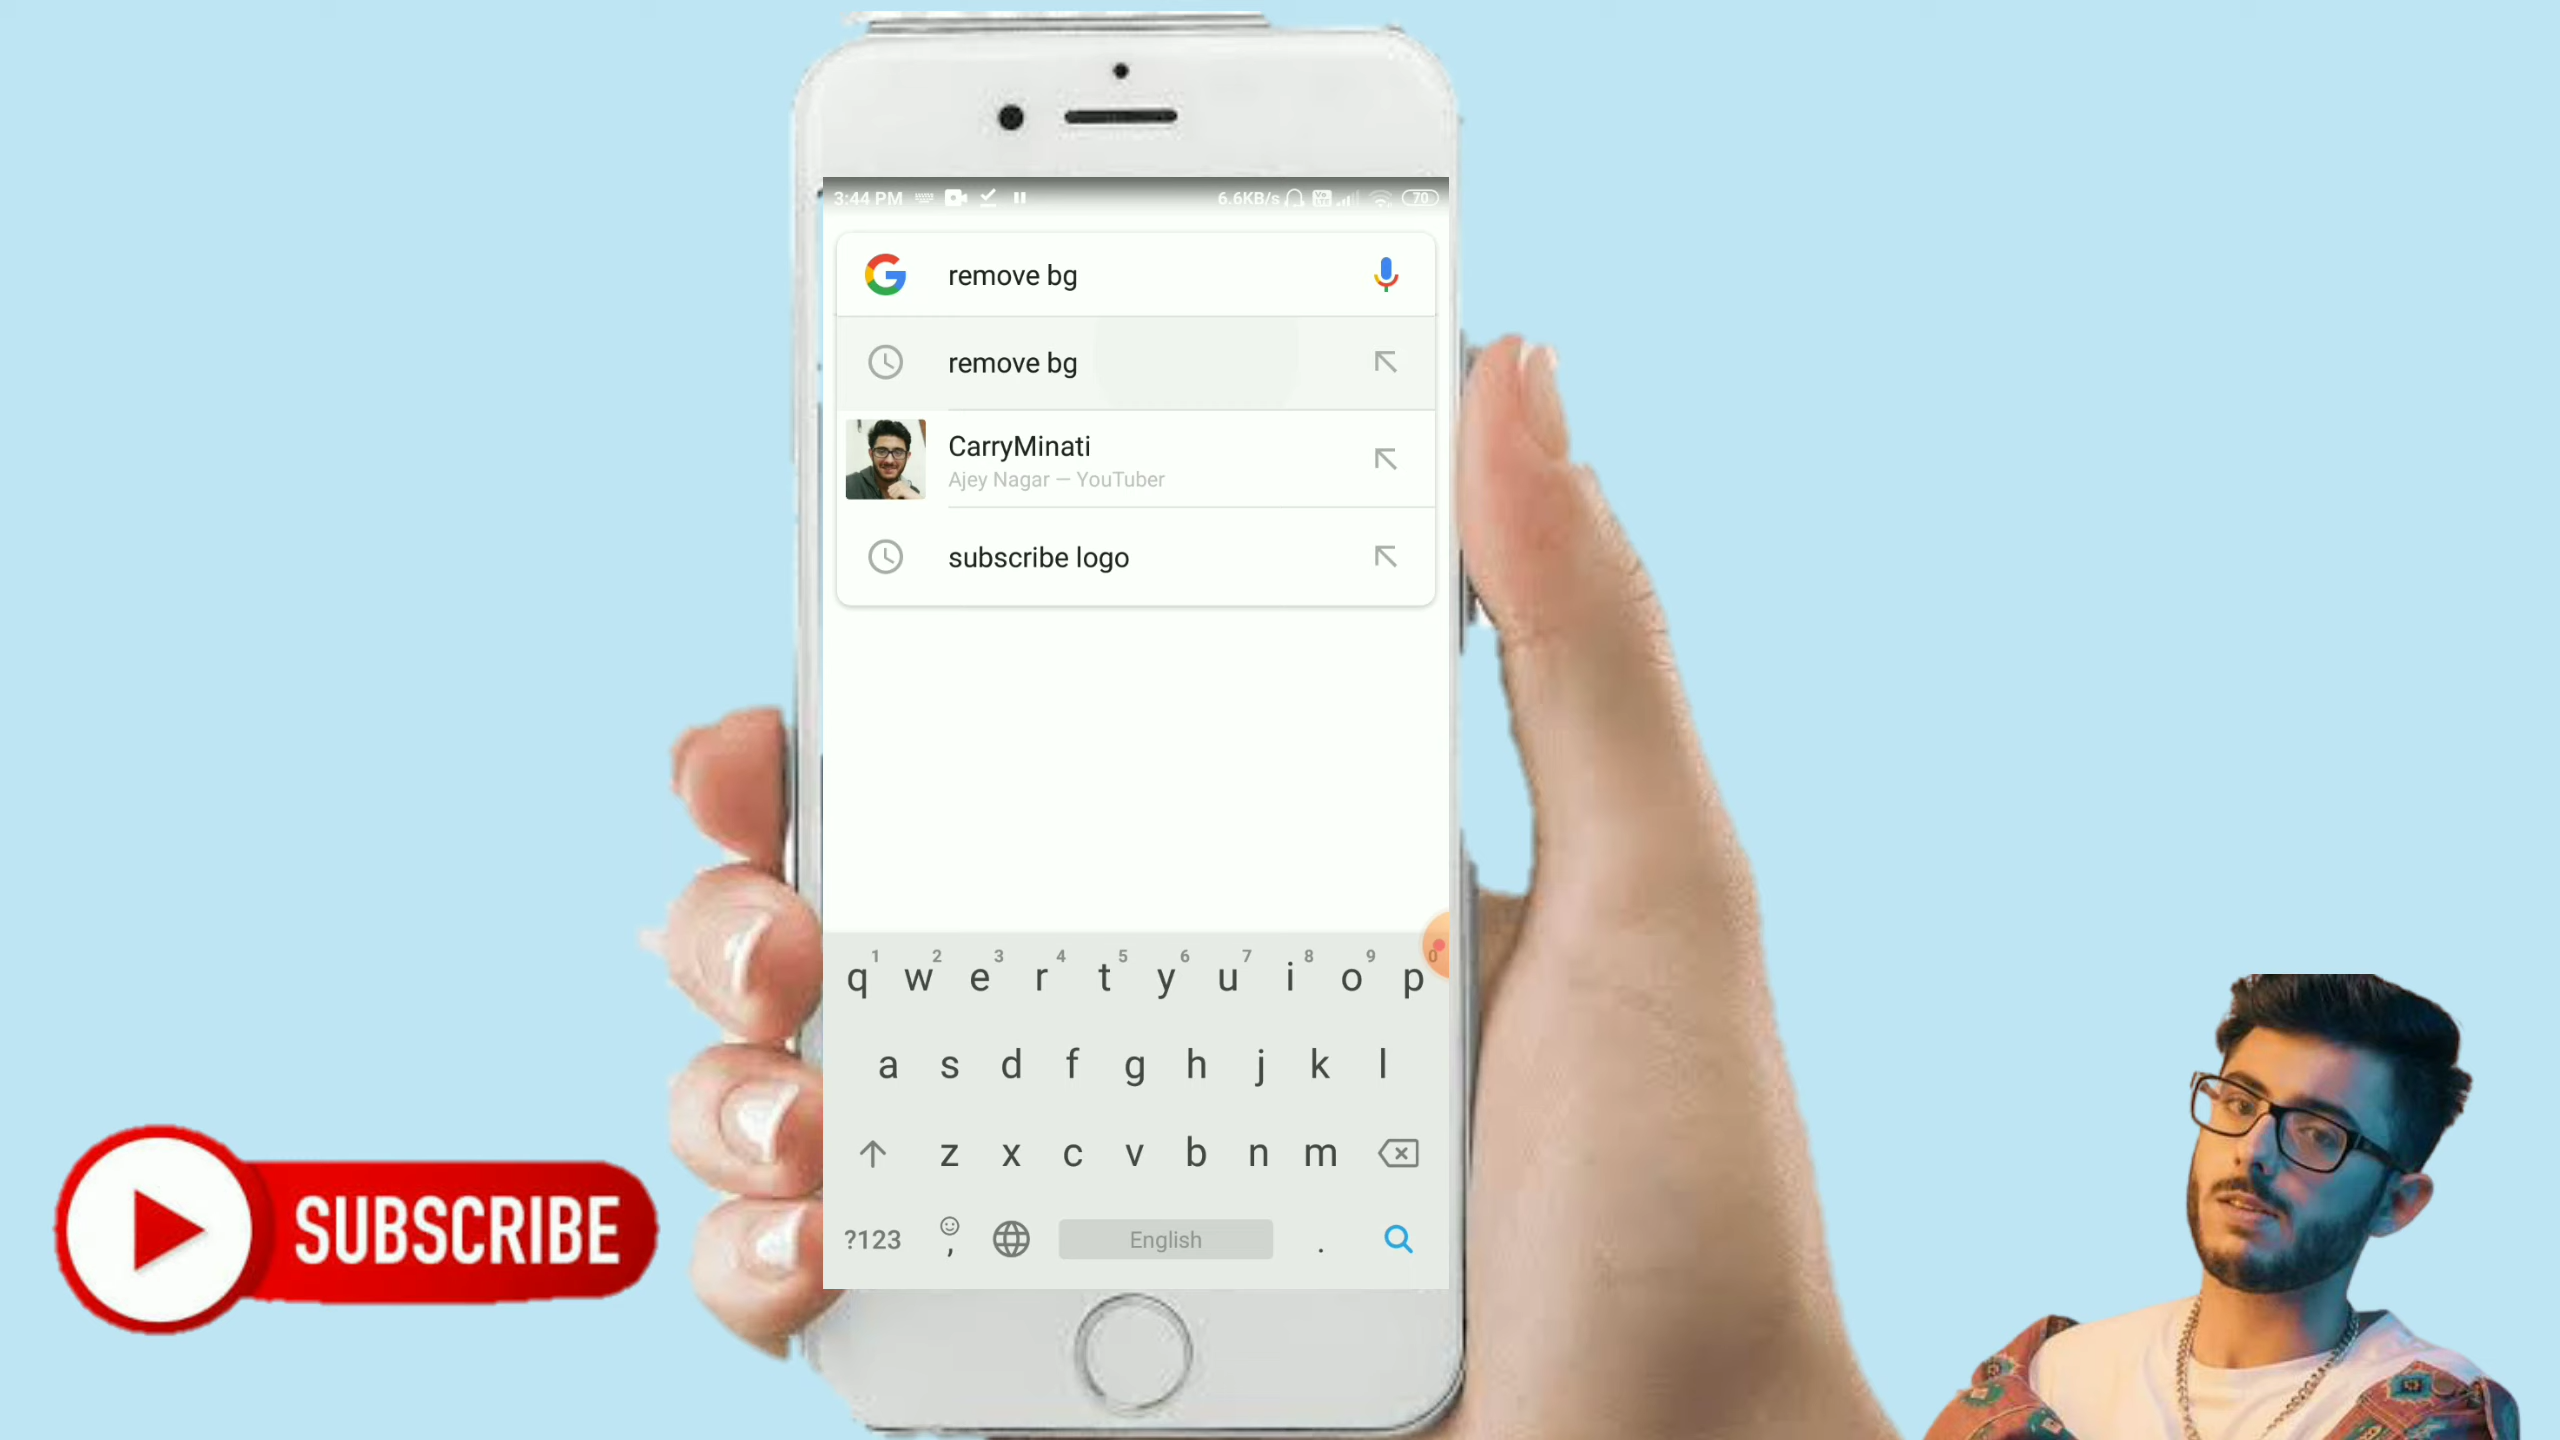 3:44 PM 6.6KB/s 70
remove bg
remove bg
CarryMinati
Ajey Nagar — YouTuber
subscribe logo
1 2 3 4 5 6 7 8 9 0
q w e r t y u i o p
a s d f g h j k l
z x c v b n m
?123 , English .
SUBSCRIBE